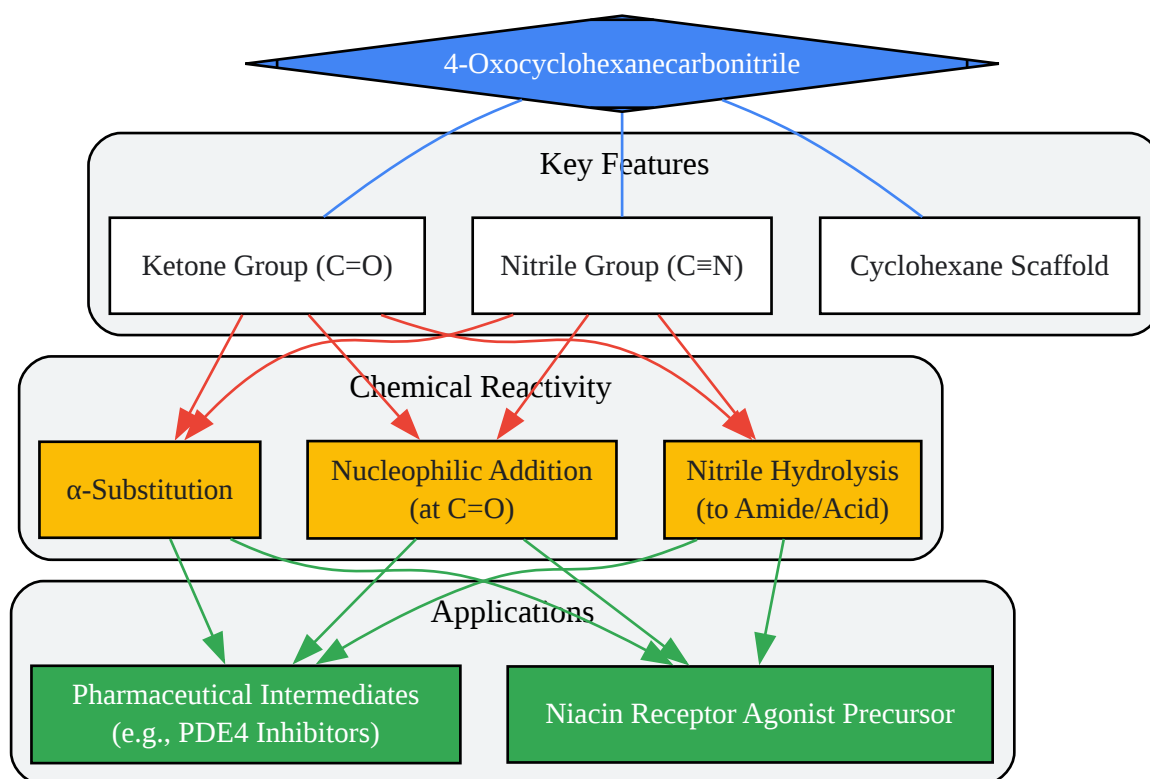 4-Oxocyclohexanecarbonitrile
Key Features
Ketone Group (C=O)
Nitrile Group (C≡N)
Cyclohexane Scaffold
Chemical Reactivity
α-Substitution
Nucleophilic Addition
(at C=O)
Nitrile Hydrolysis
(to Amide/Acid)
Applications
Pharmaceutical Intermediates
(e.g., PDE4 Inhibitors)
Niacin Receptor Agonist Precursor